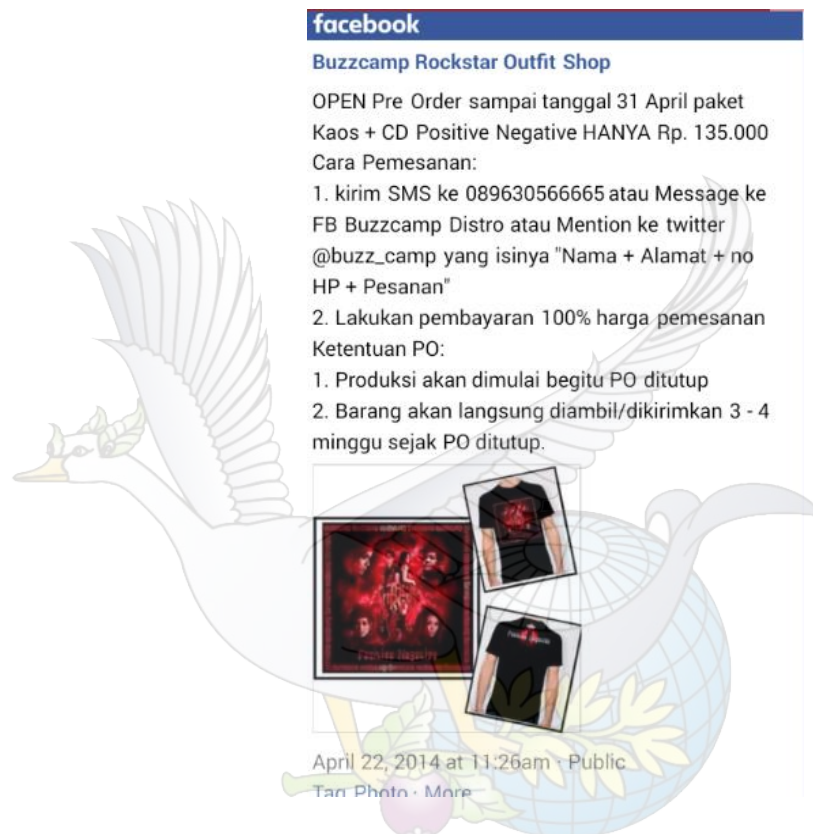 facebook
Buzzcamp Rockstar Outfit Shop
OPEN Pre Order sampai tanggal 31 April paket
Kaos + CD Positive Negative HANYA Rp. 135.000
Cara Pemesanan:
1. kirim SMS ke 089630566665 atau Message ke
FB Buzzcamp Distro atau Mention ke twitter
@buzz_camp yang isinya "Nama + Alamat + no
HP + Pesanan"
2. Lakukan pembayaran 100% harga pemesanan
Ketentuan PO:
1. Produksi akan dimulai begitu PO ditutup
2. Barang akan langsung diambil/dikirimkan 3 - 4
minggu sejak PO ditutup.
April 22, 2014 at 11:26am · Public
Tag Photo · More